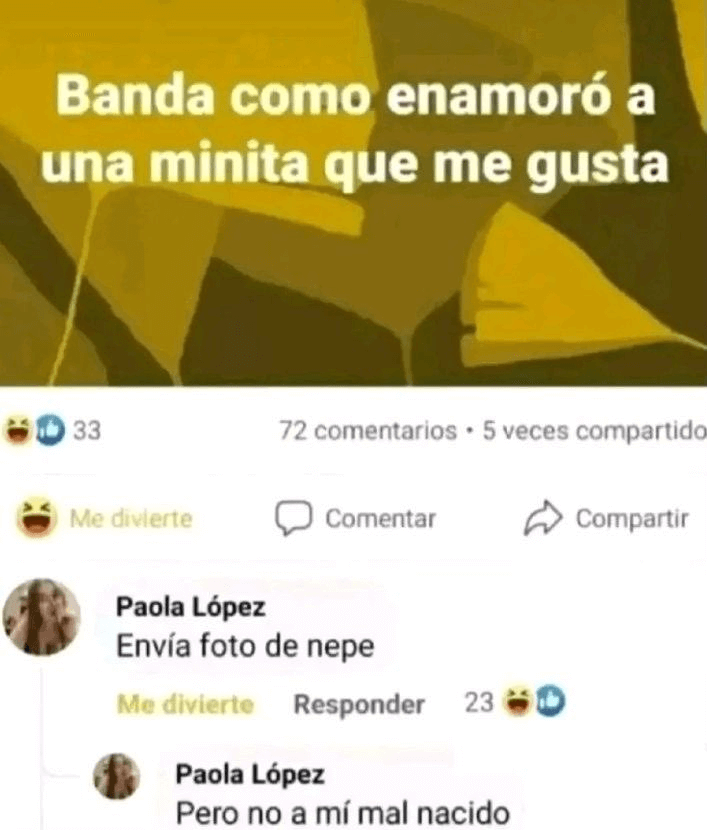 Banda como enamoró a
una minita que me gusta
33
72 comentarios • 5 veces compartido
Me divierte
Comentar
Compartir
Paola López
Envía foto de nepe
Me divierte
Responder
23
Paola López
Pero no a mí mal nacido